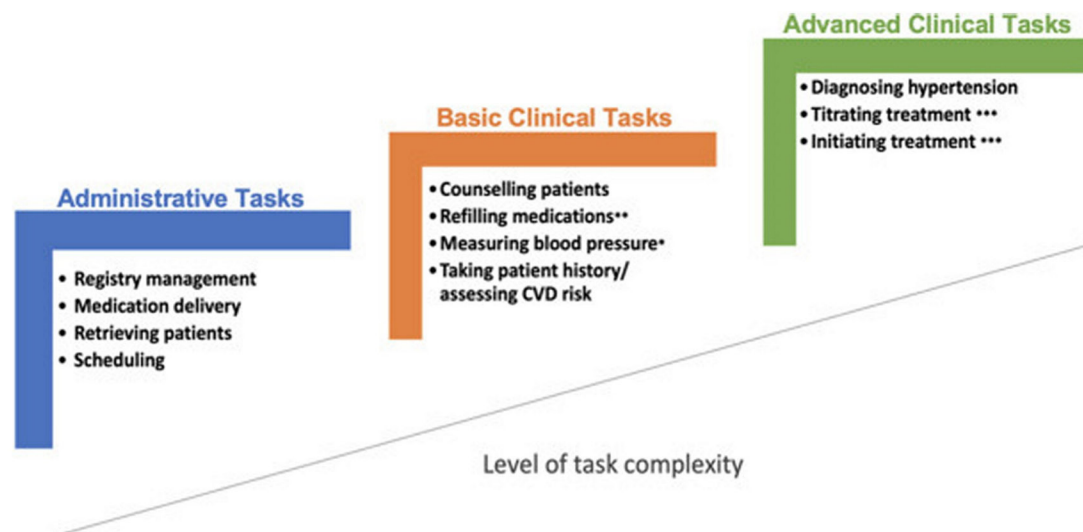 Advanced Clinical Tasks
• Diagnosing hypertension
• Titrating treatment •••
• Initiating treatment •••
Basic Clinical Tasks
• Counselling patients
• Refilling medications••
• Measuring blood pressure•
• Taking patient history/
assessing CVD risk
Administrative Tasks
• Registry management
• Medication delivery
• Retrieving patients
• Scheduling
Level of task complexity